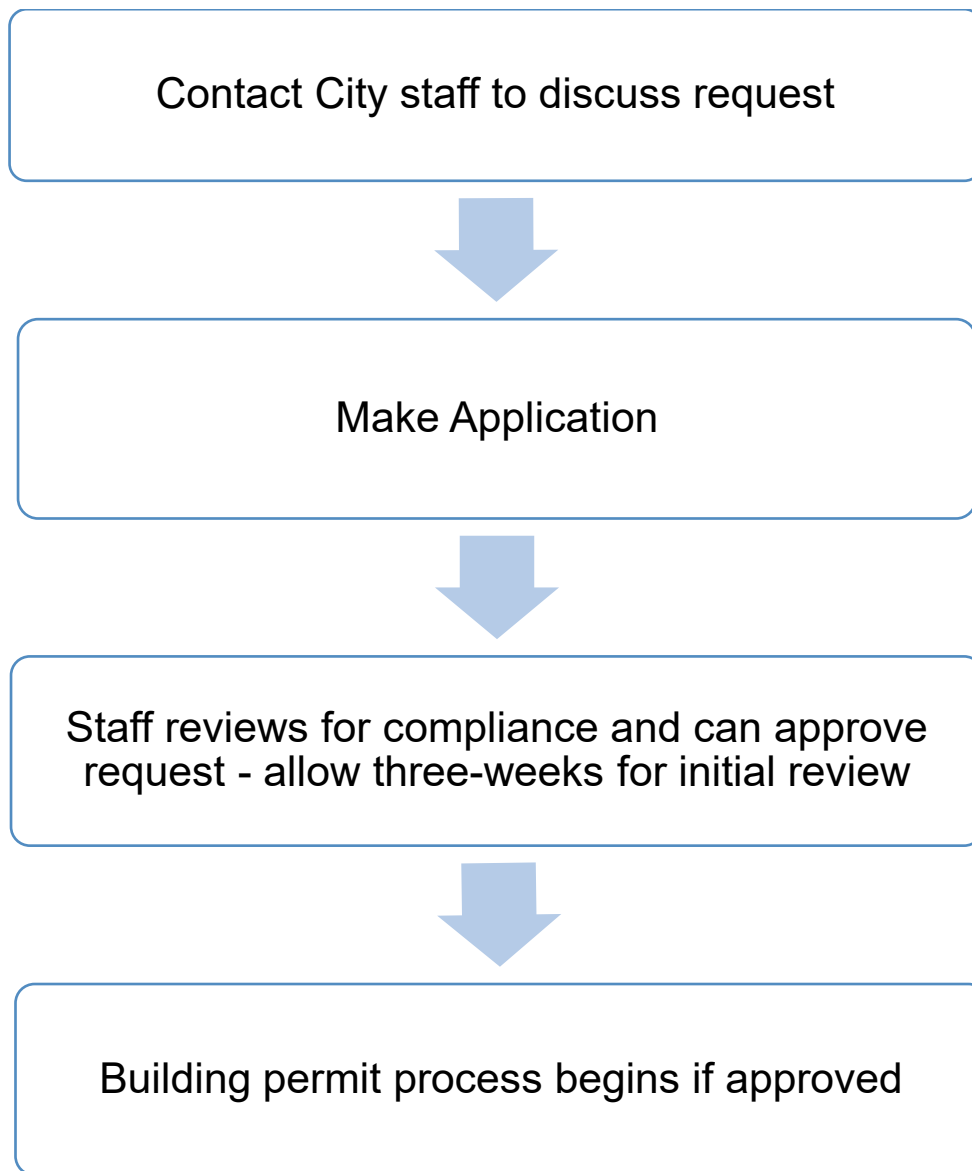 Contact City staff to discuss request
Make Application
Staff reviews for compliance and can approve
request - allow three-weeks for initial review
Building permit process begins if approved